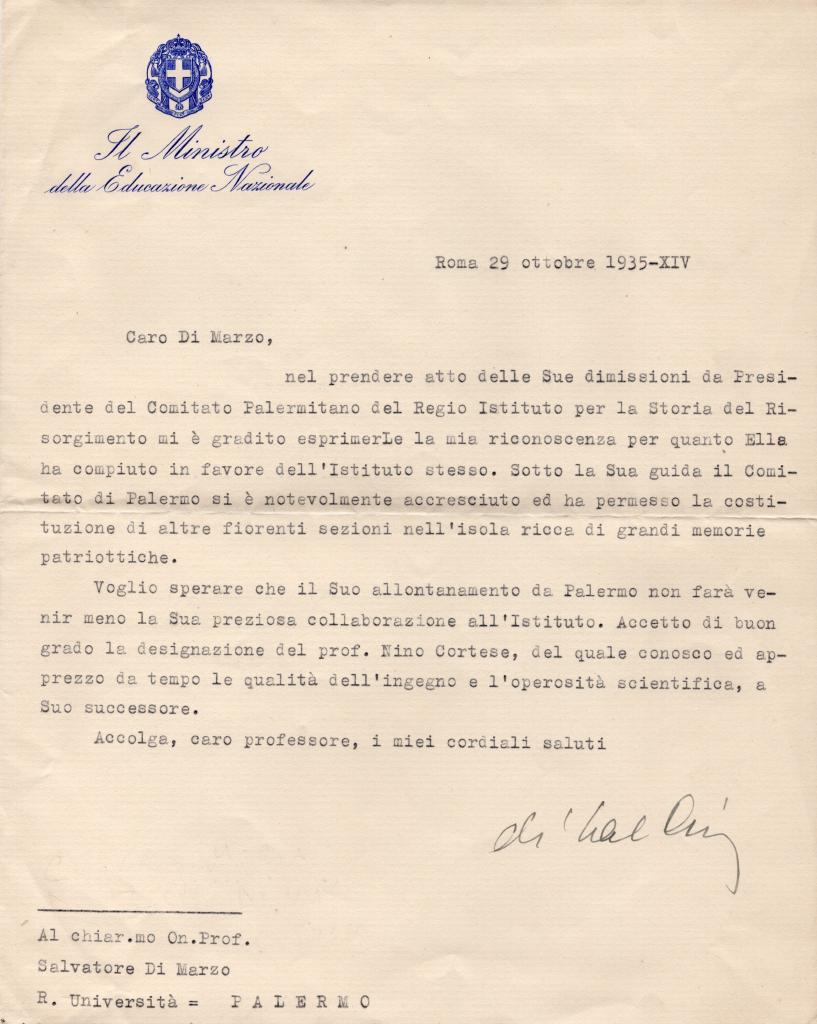 Il Ministro
della Educazione Nazionale
Roma 29 ottobre 1935-XIV
Caro Di Marzo,
nel prendere atto delle Sue dimissioni da Presi-
dente del Comitato Palermitano del Regio Istituto per la Storia del Ri-
sorgimento mi è gradito esprimerLe la mia riconoscenza per quanto Ella
ha compiuto in favore dell'Istituto stesso. Sotto la Sua guida il Comi-
tato di Palermo si è notevolmente accresciuto ed ha permesso la costi-
tuzione di altre fiorenti sezioni nell'isola ricca di grandi memorie
patriottiche.
Voglio sperare che il Suo allontanamento da Palermo non farà ve-
nir meno la Sua preziosa collaborazione all'Istituto. Accetto di buon
grado la designazione del prof. Nino Cortese, del quale conosco ed ap-
prezzo da tempo le qualità dell'ingegno e l'operosità scientifica, a
Suo successore.
Accolga, caro professore, i miei cordiali saluti
Al chiar.mo On.Prof.
Salvatore Di Marzo
R. Università = P A L E R M O